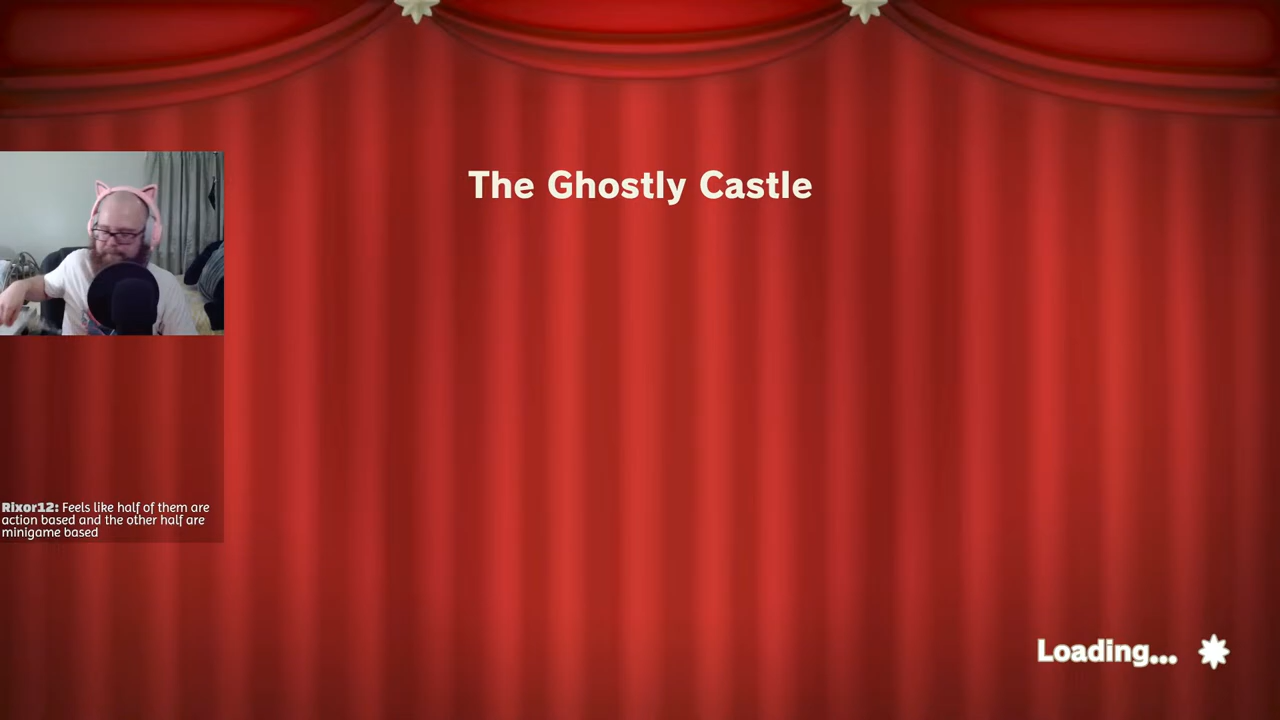 The Ghostly Castle
Rixor12: Feels like half of them are
action based and the other half are
minigame based
Loading...